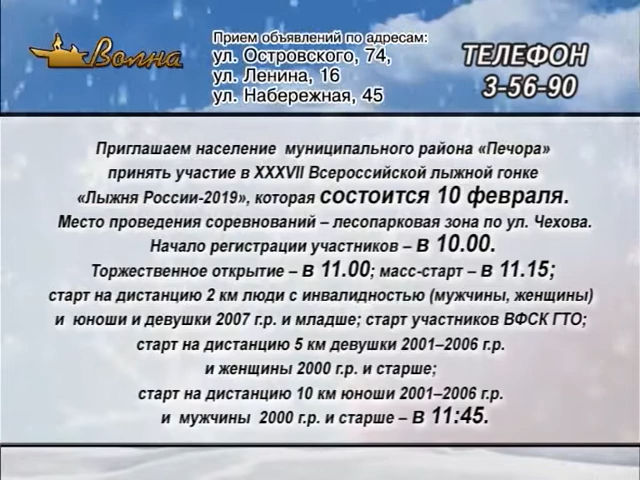 Волна
Прием объявлений по адресам:
ул. Островского, 74,
ул. Ленина, 16
ул. Набережная, 45
ТЕЛЕФОН
3-56-90
Приглашаем население муниципального района «Печора»
принять участие в XXXVII Всероссийской лыжной гонке
«Лыжня России-2019», которая состоится 10 февраля.
Место проведения соревнований – лесопарковая зона по ул. Чехова.
Начало регистрации участников – в 10.00.
Торжественное открытие – в 11.00; масс-старт – в 11.15;
старт на дистанцию 2 км люди с инвалидностью (мужчины, женщины)
и юноши и девушки 2007 г.р. и младше; старт участников ВФСК ГТО;
старт на дистанцию 5 км девушки 2001–2006 г.р.
и женщины 2000 г.р. и старше;
старт на дистанцию 10 км юноши 2001–2006 г.р.
и мужчины 2000 г.р. и старше – в 11:45.